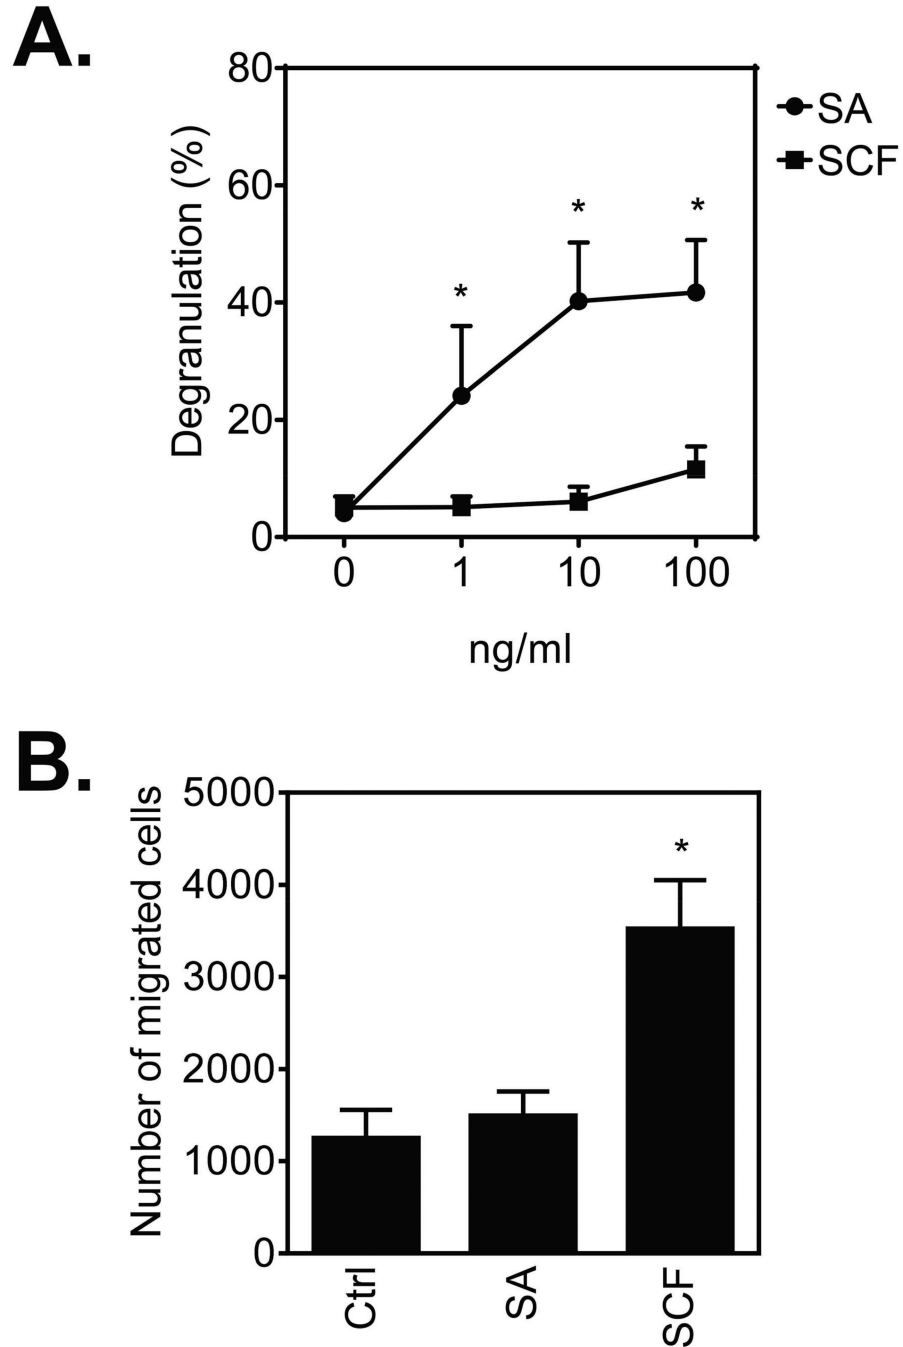 A.
80
60
40
20
0
Degranulation (%)
* * *
SA
SCF
0 1 10 100
ng/ml
B.
5000
4000
3000
2000
1000
0
Number of migrated cells
*
Ctrl SA SCF